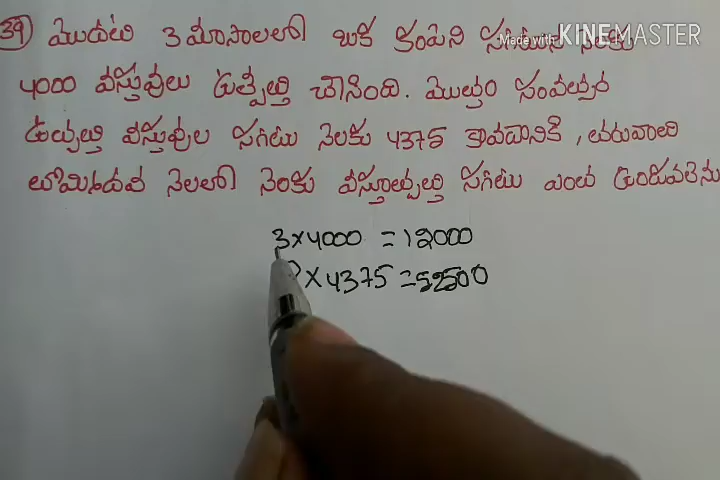 39) మొదటి 3 మాసాలలో ఒక కంపెని సగటున నెలకు
Made with KINEMASTER
4000 వస్తువులు ఉత్పత్తి చేసింది. మొత్తం సంవత్సర
ఉత్పత్తి వస్తువుల సగటు నెలకు 4375 కావడానికి, తరువాతి
తొమ్మిదవ నెలలో నెలకు వస్తూత్పత్తి సగటు ఎంత ఉండవలెను
3 × 4000 = 12000
× 4375 = 52500